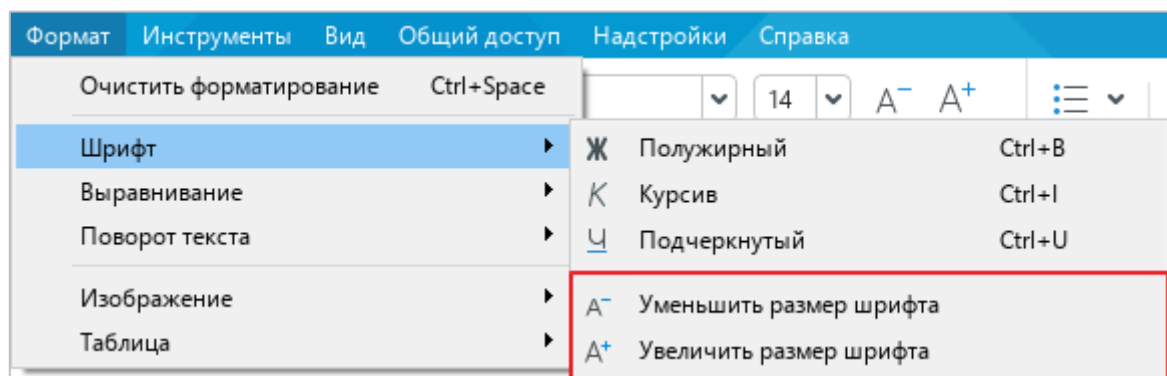 Формат Инструменты Вид Общий доступ Надстройки Справка
Очистить форматирование Ctrl+Space
14 A⁻ A⁺
Шрифт
Ж Полужирный Ctrl+B
Выравнивание
К Курсив Ctrl+I
Поворот текста
Ч Подчеркнутый Ctrl+U
Изображение
A⁻ Уменьшить размер шрифта
Таблица
A⁺ Увеличить размер шрифта